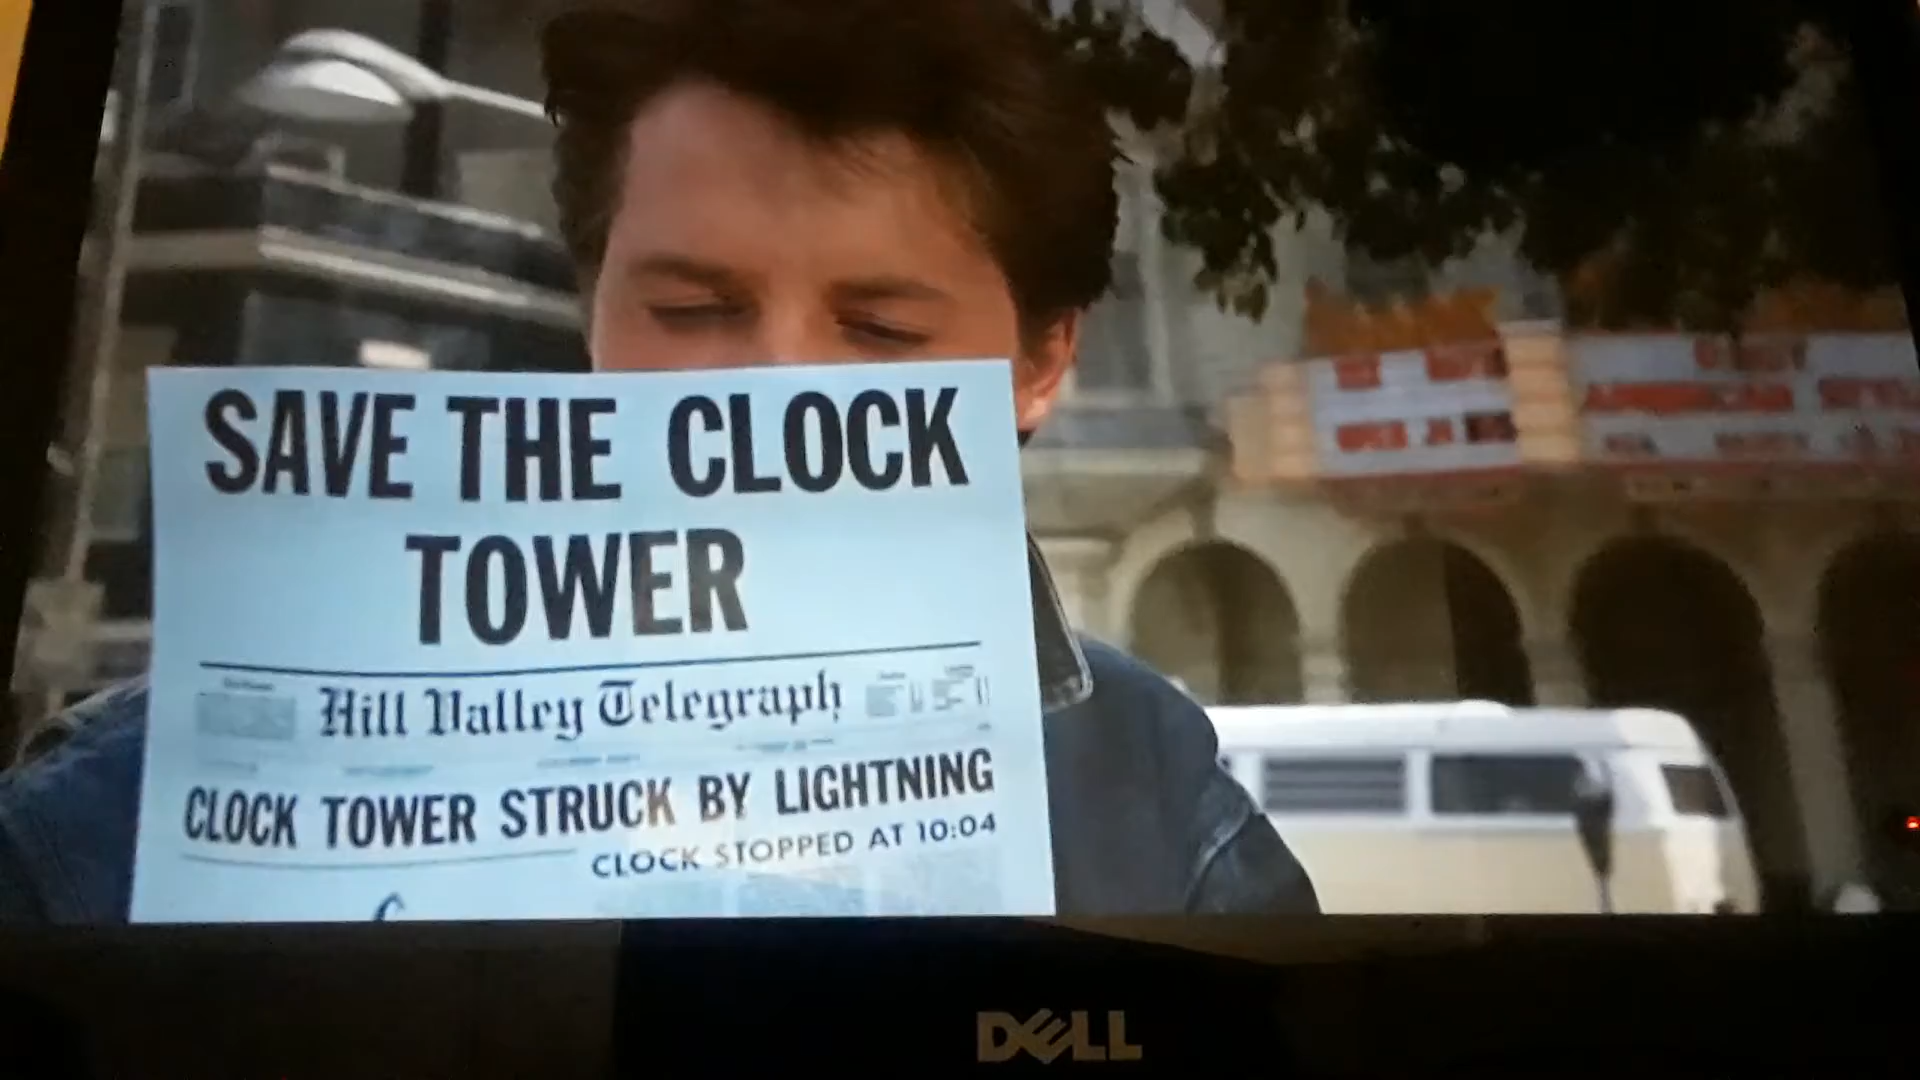 SAVE THE CLOCK
TOWER
Hill Valley Telegraph
CLOCK TOWER STRUCK BY LIGHTNING
CLOCK STOPPED AT 10:04
DELL